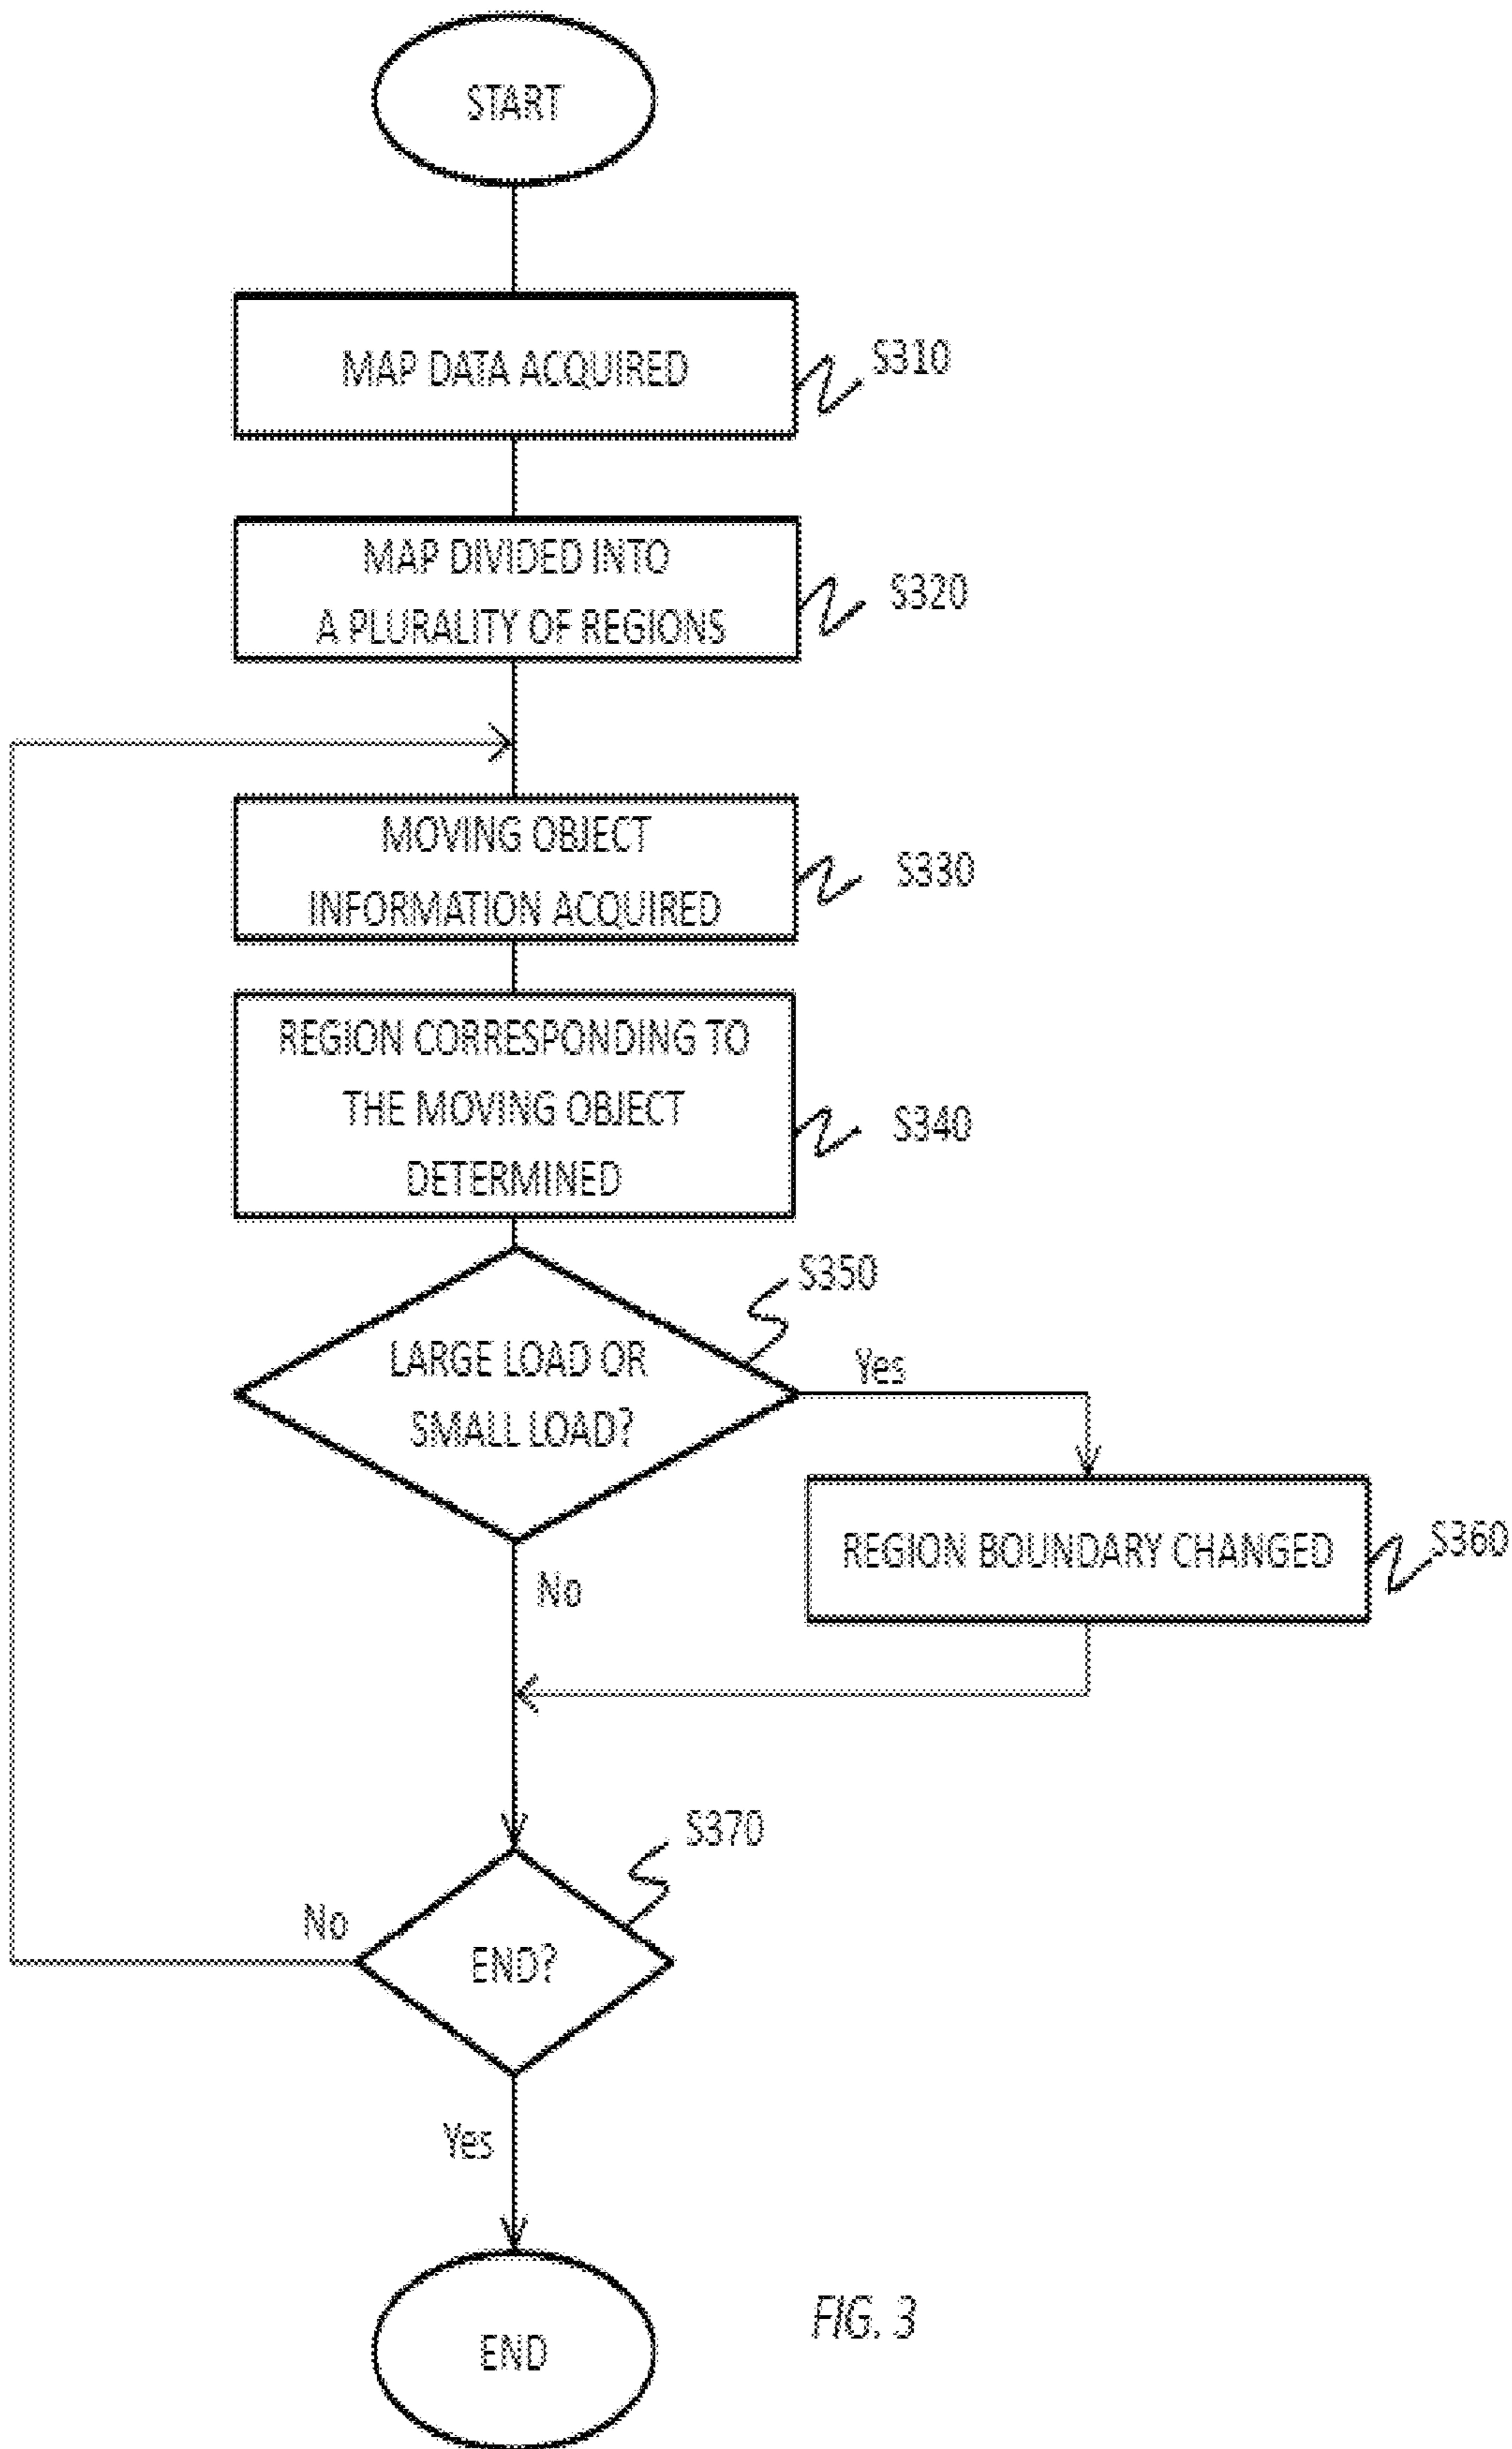 START
MAP DATA ACQUIRED
S310
MAP DIVIDED INTO
A PLURALITY OF REGIONS
S320
MOVING OBJECT
INFORMATION ACQUIRED
S330
REGION CORRESPONDING TO
THE MOVING OBJECT
DETERMINED
S340
S350
LARGE LOAD OR
SMALL LOAD?
Yes
REGION BOUNDARY CHANGED
S360
No
S370
No
END?
Yes
END
FIG. 3